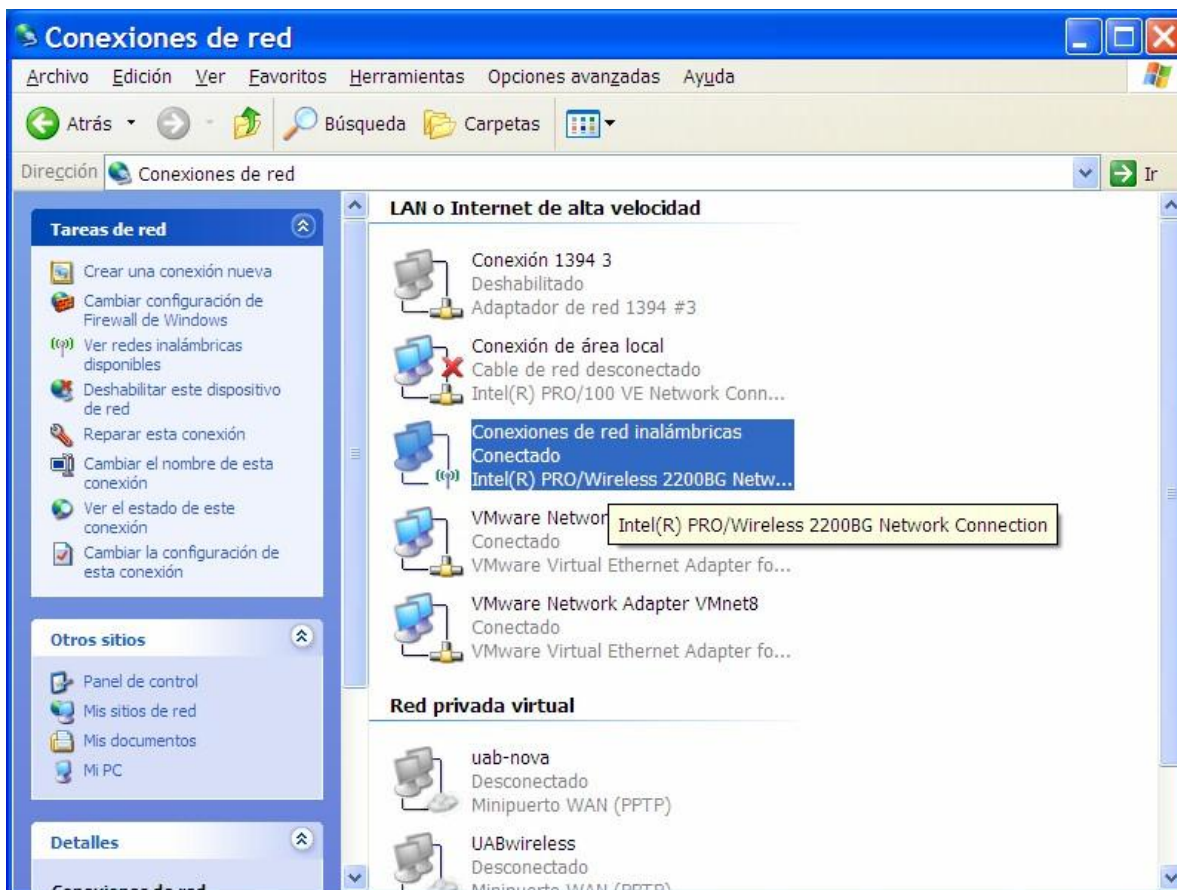 Conexiones de red
Archivo Edición Ver Favoritos Herramientas Opciones avanzadas Ayuda
Atrás Búsqueda Carpetas
Dirección Conexiones de red Ir
Tareas de red
Crear una conexión nueva
Cambiar configuración de
Firewall de Windows
Ver redes inalámbricas
disponibles
Deshabilitar este dispositivo
de red
Reparar esta conexión
Cambiar el nombre de esta
conexión
Ver el estado de este
conexión
Cambiar la configuración de
esta conexión
Otros sitios
Panel de control
Mis sitios de red
Mis documentos
Mi PC
Detalles
Conexiones de red
LAN o Internet de alta velocidad
Conexión 1394 3
Deshabilitado
Adaptador de red 1394 #3
Conexión de área local
Cable de red desconectado
Intel(R) PRO/100 VE Network Conn...
Conexiones de red inalámbricas
Conectado
Intel(R) PRO/Wireless 2200BG Netw...
Intel(R) PRO/Wireless 2200BG Network Connection
VMware
Conectado
VMware Virtual Ethernet Adapter fo...
VMware Network Adapter VMnet8
Conectado
VMware Virtual Ethernet Adapter fo...
Red privada virtual
uab-nova
Desconectado
Minipuerto WAN (PPTP)
UABwireless
Desconectado
Minipuerto WAN (PPTP)